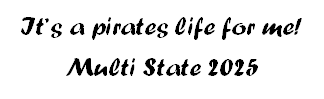 It's a pirates life for me!
Multi State 2025